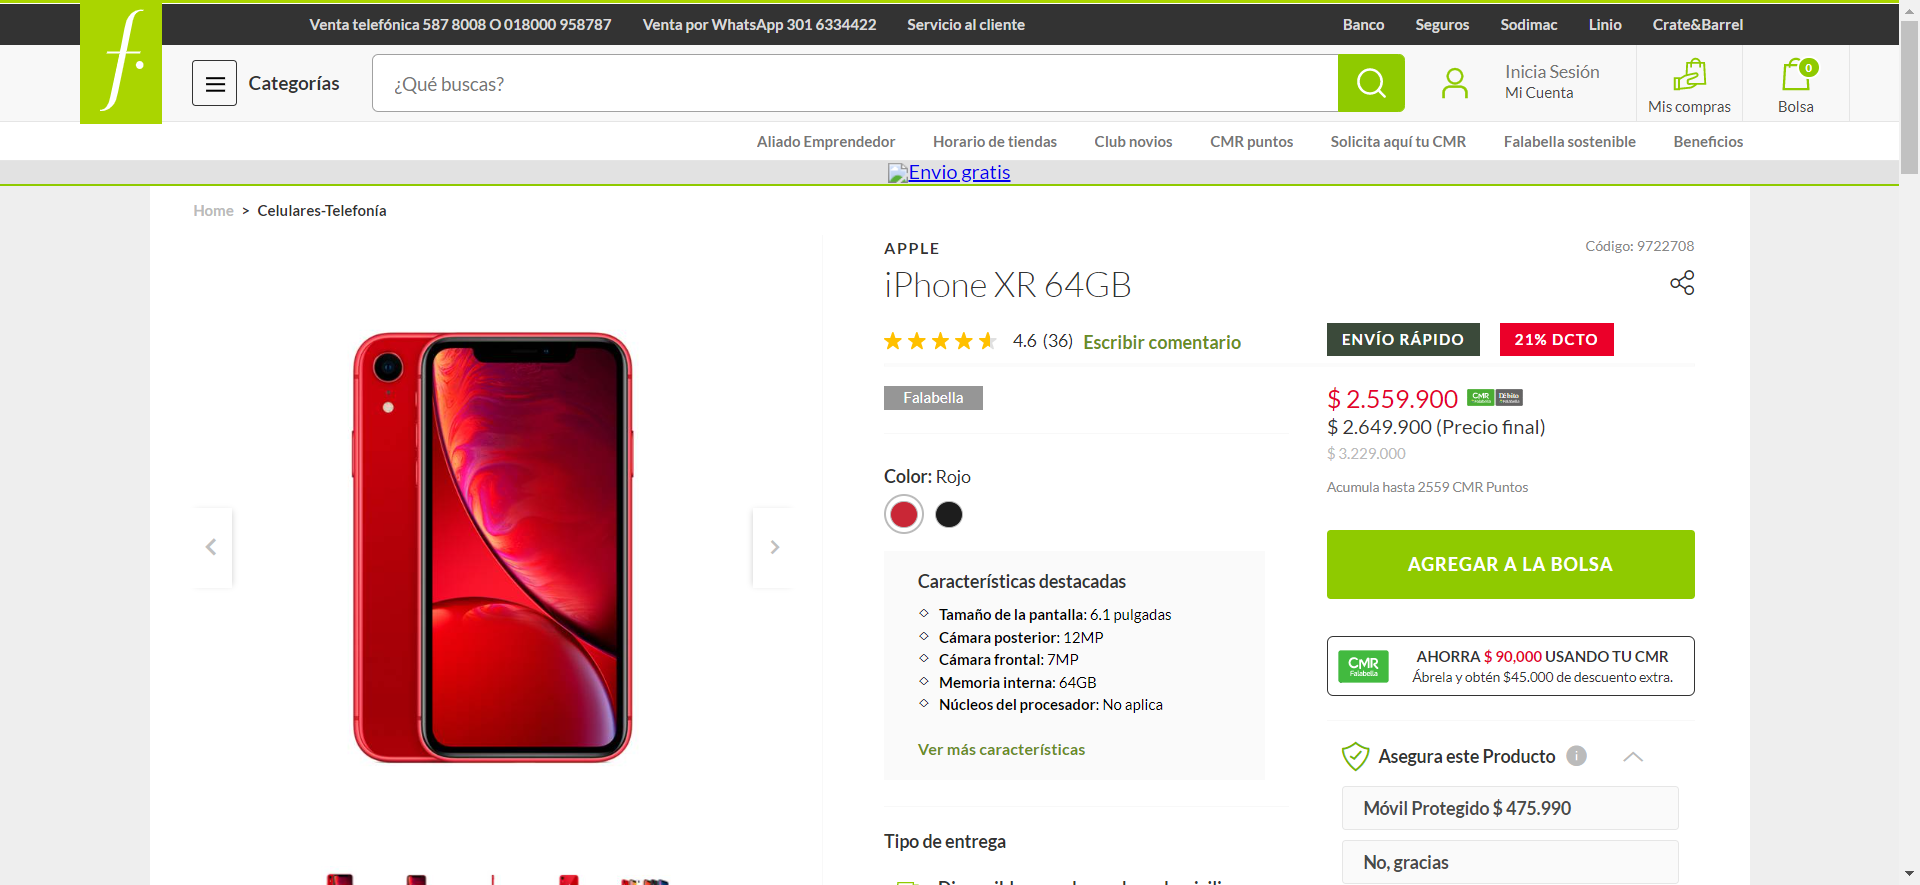 Venta telefónica 587 8008 O 018000 958787
Venta por WhatsApp 301 6334422
Servicio al cliente
Banco
Seguros
Sodimac
Linio
Crate&Barrel
f.
Categorías
¿Qué buscas?
Inicia Sesión
Mi Cuenta
Mis compras
0
Bolsa
Aliado Emprendedor
Horario de tiendas
Club novios
CMR puntos
Solicita aquí tu CMR
Falabella sostenible
Beneficios
Envio gratis
Home > Celulares-Telefonía
APPLE
Código: 9722708
iPhone XR 64GB
4.6 (36) Escribir comentario
ENVÍO RÁPIDO
21% DCTO
Falabella
$ 2.559.900
CMR
Débito
$ 2.649.900 (Precio final)
$ 3.229.000
Acumula hasta 2559 CMR Puntos
Color: Rojo
AGREGAR A LA BOLSA
Características destacadas
Tamaño de la pantalla: 6.1 pulgadas
Cámara posterior: 12MP
Cámara frontal: 7MP
Memoria interna: 64GB
Núcleos del procesador: No aplica
Ver más características
CMR
Falabella
AHORRA $ 90,000 USANDO TU CMR
Ábrela y obtén $45.000 de descuento extra.
Asegura este Producto
i
Móvil Protegido $ 475.990
No, gracias
Tipo de entrega